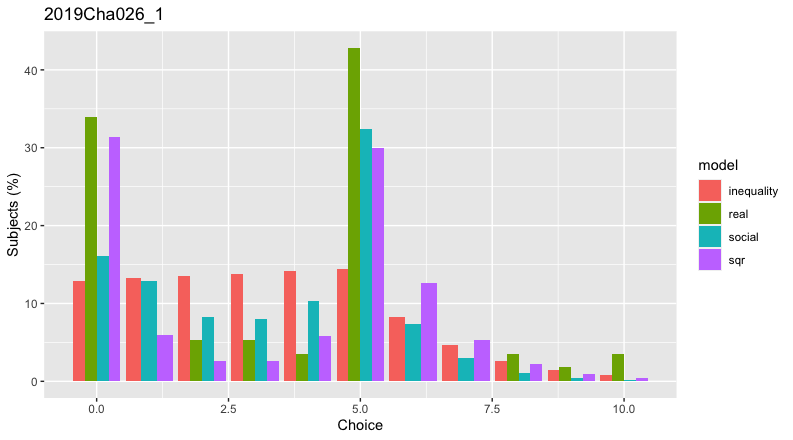 2019Cha026_1
40
30
20
10
0
Subjects (%)
0.0 2.5 5.0 7.5 10.0
Choice
model
inequality
real
social
sqr